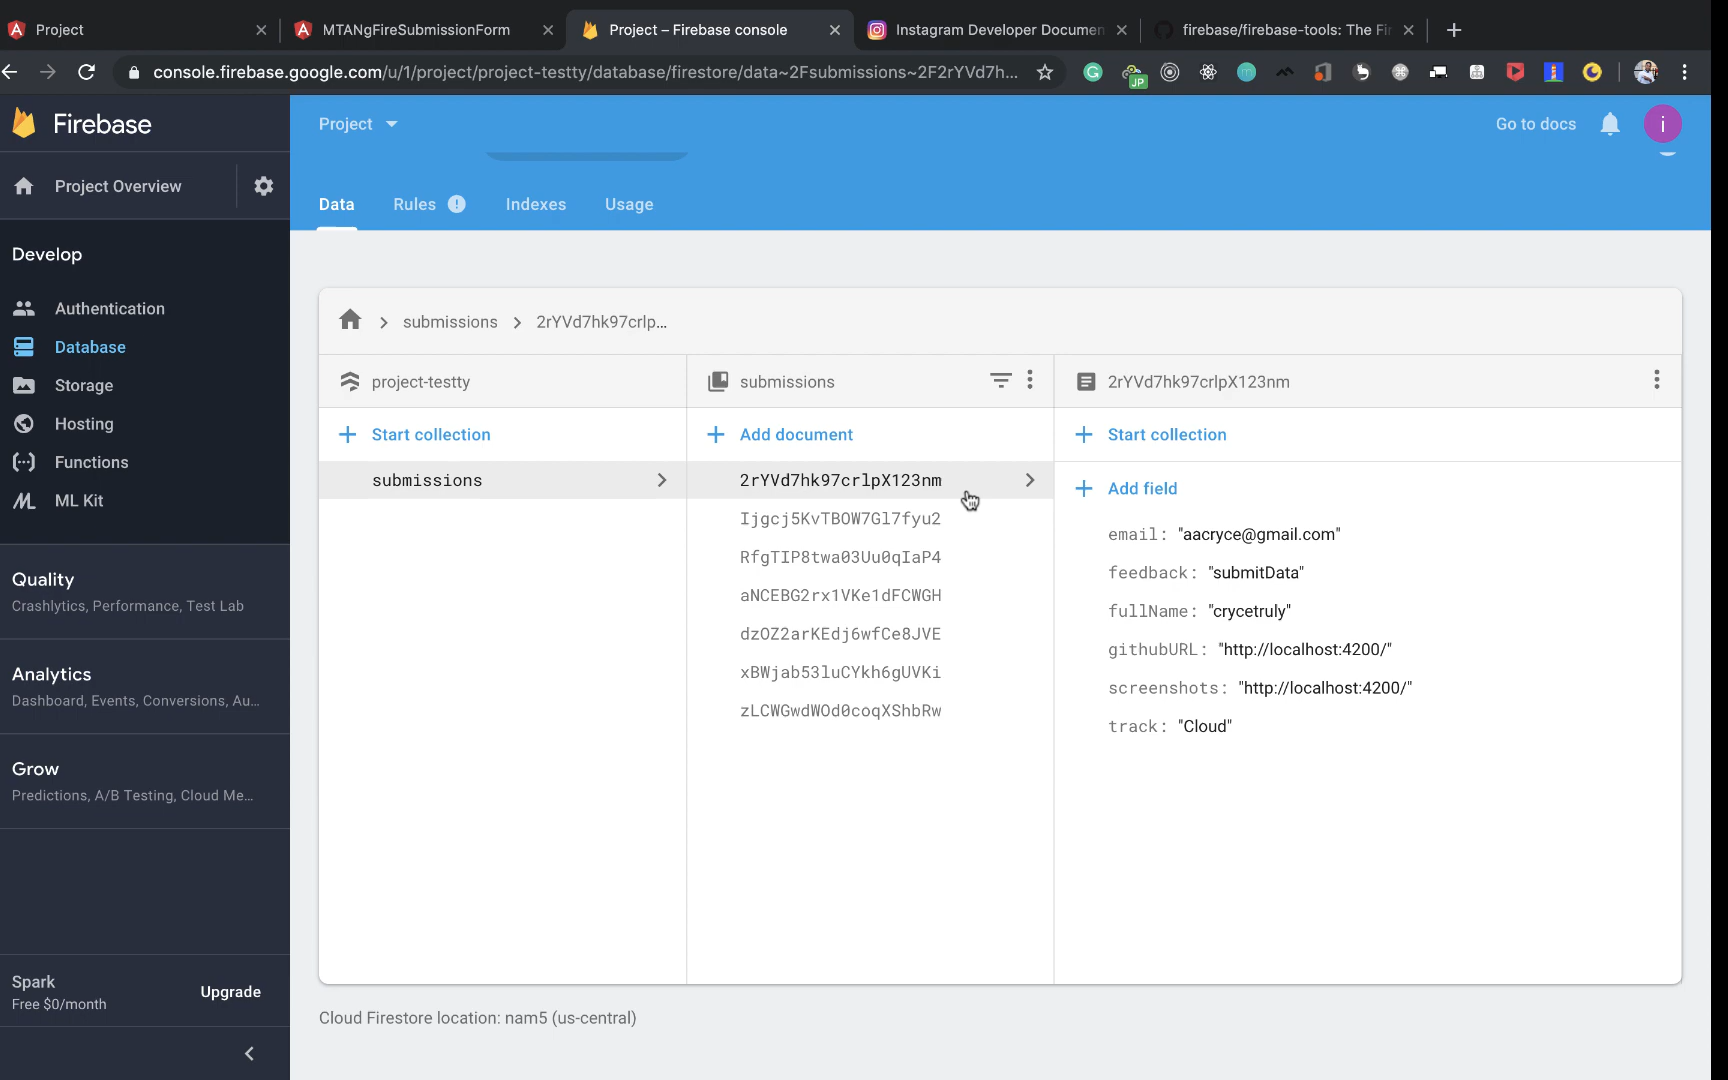 Project
MTANgFireSubmissionForm
Project – Firebase console
Instagram Developer Documen
firebase/firebase-tools: The Fir
console.firebase.google.com/u/1/project/project-testty/database/firestore/data~2Fsubmissions~2F2rYVd7h...
JP
Firebase
Project
Go to docs
i
Project Overview
Data
Rules
Indexes
Usage
Develop
Authentication
Database
Storage
Hosting
Functions
ML Kit
Quality
Crashlytics, Performance, Test Lab
Analytics
Dashboard, Events, Conversions, Au...
Grow
Predictions, A/B Testing, Cloud Me...
Spark
Free $0/month
Upgrade
submissions
2rYVd7hk97crlp...
project-testty
Start collection
submissions
submissions
Add document
2rYVd7hk97crlpX123nm
Ijgcj5KvTBOW7Gl7fyu2
RfgTIP8twa03Uu0qIaP4
aNCEBG2rx1VKe1dFCWGH
dzOZ2arKEdj6wfCe8JVE
xBWjab53luCYkh6gUVKi
zLCWGwdWOd0coqXShbRw
2rYVd7hk97crlpX123nm
Start collection
Add field
email: "aacryce@gmail.com"
feedback: "submitData"
fullName: "crycetruly"
githubURL: "http://localhost:4200/"
screenshots: "http://localhost:4200/"
track: "Cloud"
Cloud Firestore location: nam5 (us-central)